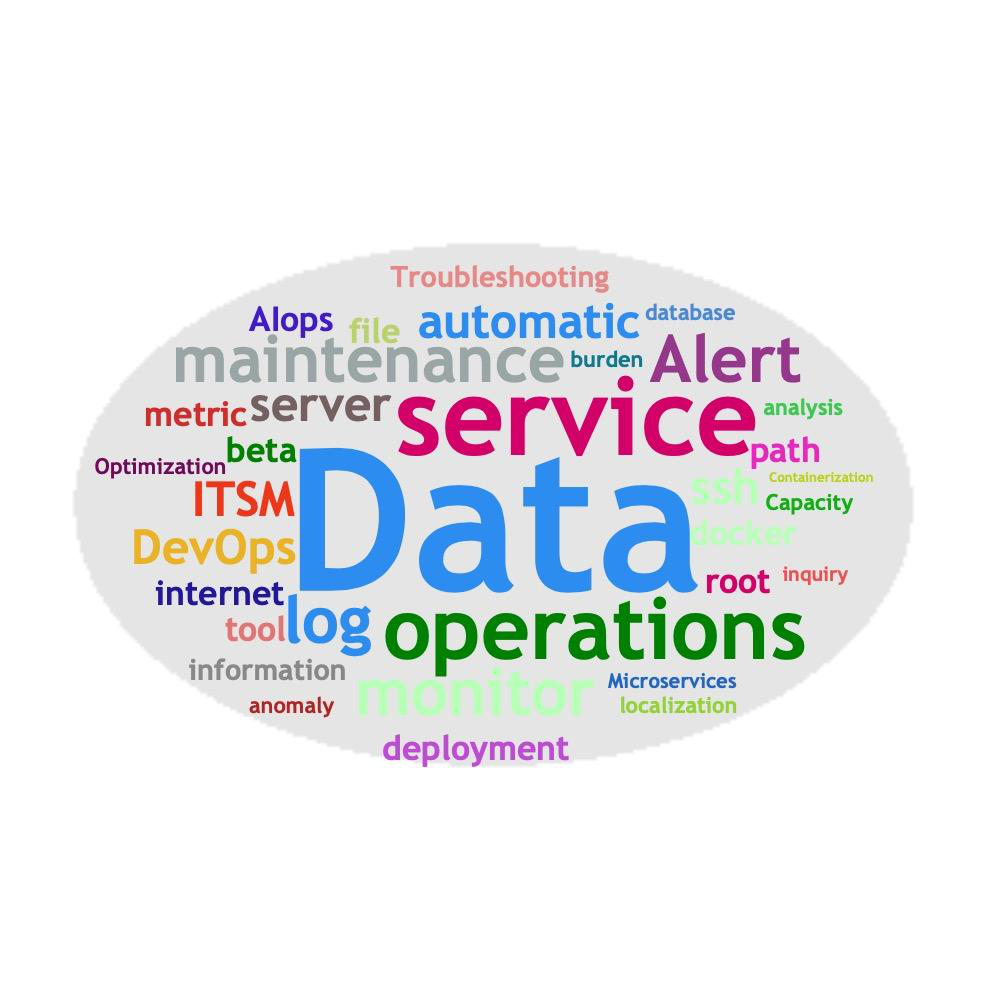 Troubleshooting
AIops file automatic database
maintenance burden Alert
metric server service analysis
beta path
Optimization Data ssh Containerization
ITSM Capacity
DevOps docker
internet root inquiry
tool log operations
information monitor Microservices
anomaly localization
deployment